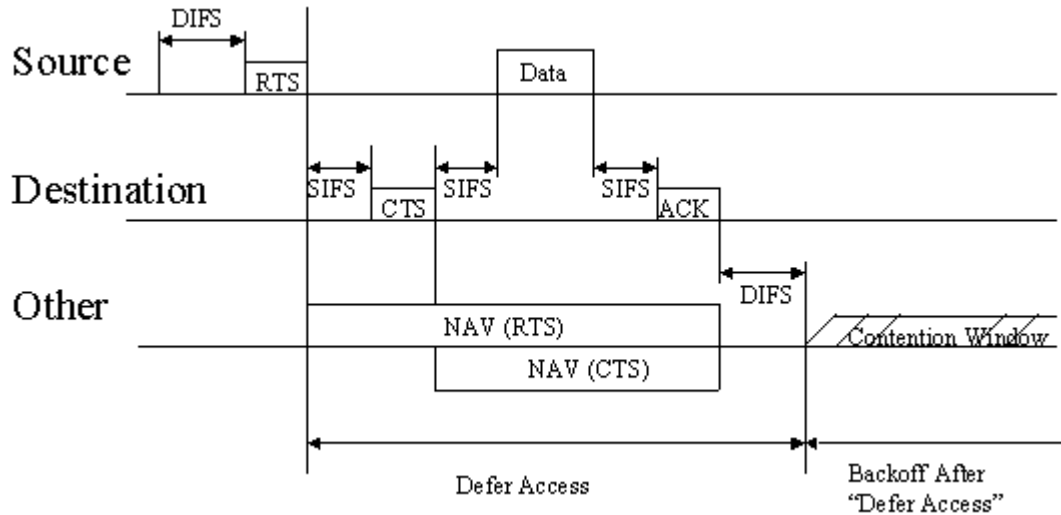 DIFS
Source
RTS
Data
SIFS
SIFS
SIFS
Destination
CTS
ACK
DIFS
Other
NAV (RTS)
Contention Window
NAV (CTS)
Defer Access
Backoff After
“Defer Access”